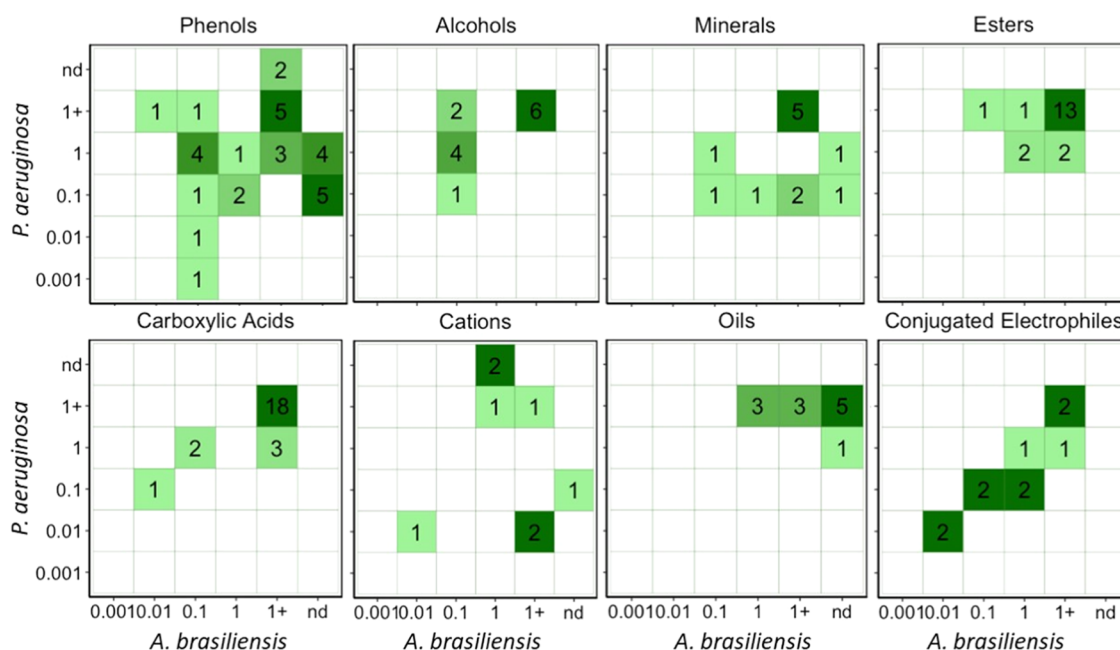 Phenols Alcohols Minerals Esters
nd 2
1+ 1 1 5 2 6 5 1 1 13
1 4 1 3 4 4 1 1 2 2
0.1 1 2 5 1 1 1 2 1
0.01 1
0.001 1
P. aeruginosa
Carboxylic Acids Cations Oils Conjugated Electrophiles
nd 2
1+ 18 1 1 3 3 5 2
1 2 3 1 1 1
0.1 1 1 2 2
0.01 1 2 2
0.001
P. aeruginosa
0.001 0.01 0.1 1 1+ nd 0.001 0.01 0.1 1 1+ nd 0.001 0.01 0.1 1 1+ nd 0.001 0.01 0.1 1 1+ nd
A. brasiliensis A. brasiliensis A. brasiliensis A. brasiliensis